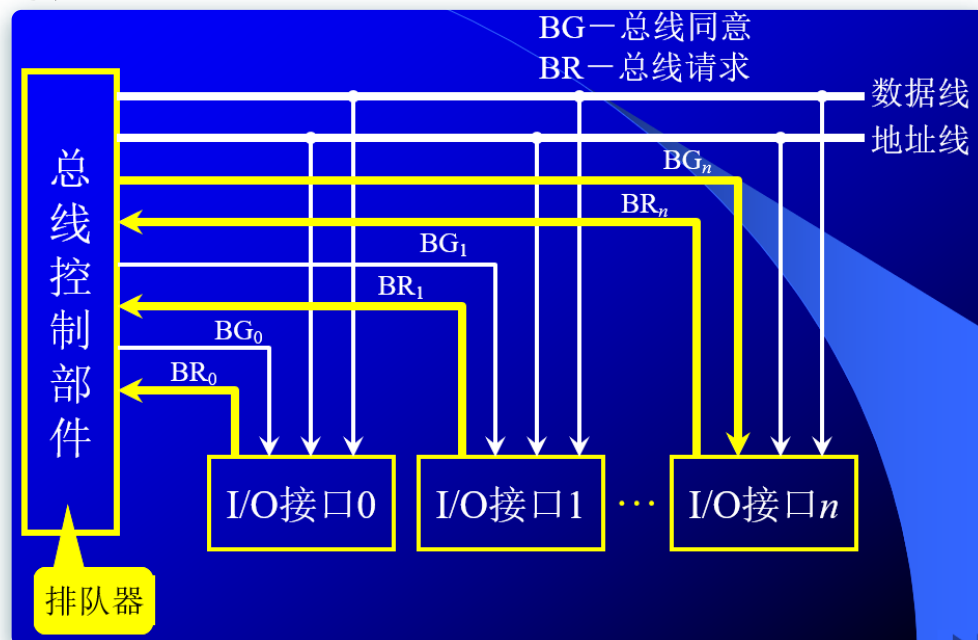 BG－总线同意
BR－总线请求
数据线
地址线
BGn
BRn
BG1
BR1
BG0
BR0
总线控制部件
I/O接口0
I/O接口1
…
I/O接口n
排队器